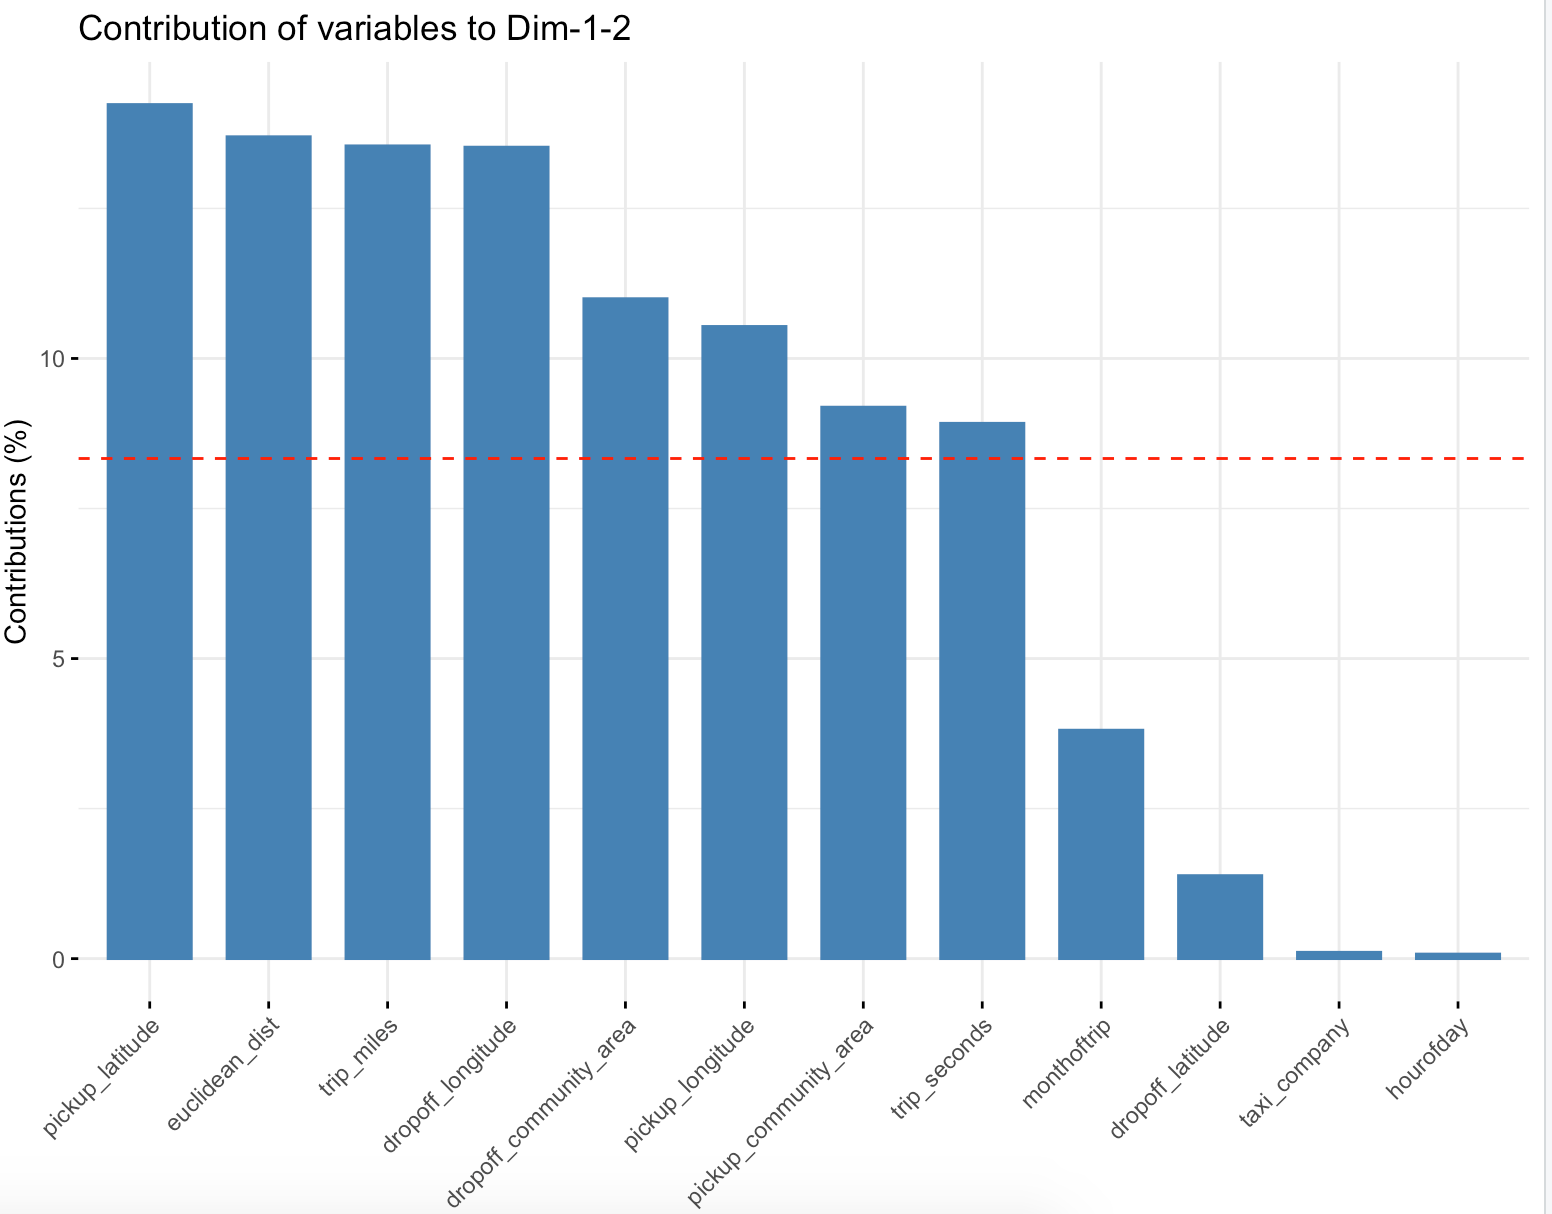 Contribution of variables to Dim-1-2
Contributions (%)
10
5
0
pickup_latitude
euclidean_dist
trip_miles
dropoff_longitude
dropoff_community_area
pickup_longitude
pickup_community_area
trip_seconds
monthoftrip
dropoff_latitude
taxi_company
hourofday